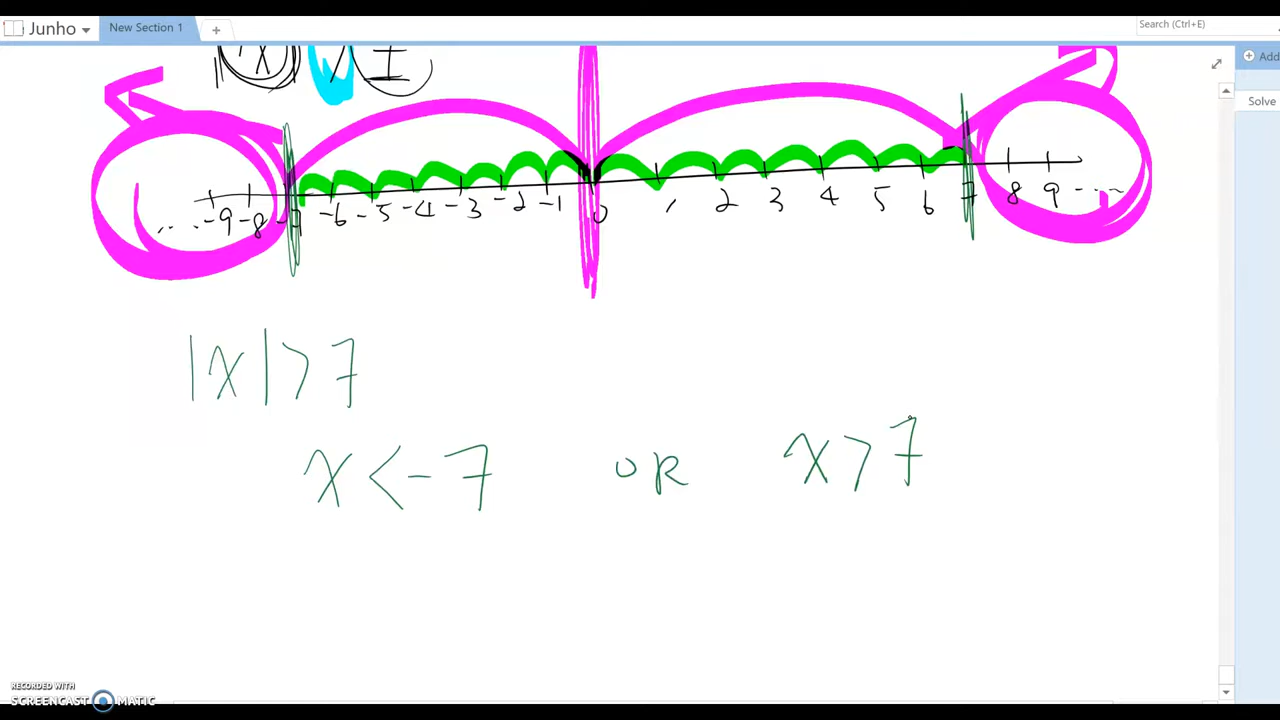 Junho
New Section 1
Search (Ctrl+E)
Add
Solve
... -9 -8 -7 -6 -5 -4 -3 -2 -1 0 1 2 3 4 5 6 7 8 9 ...
|x| > 7
x < -7 OR x > 7
RECORDED WITH
SCREENCAST MATIC